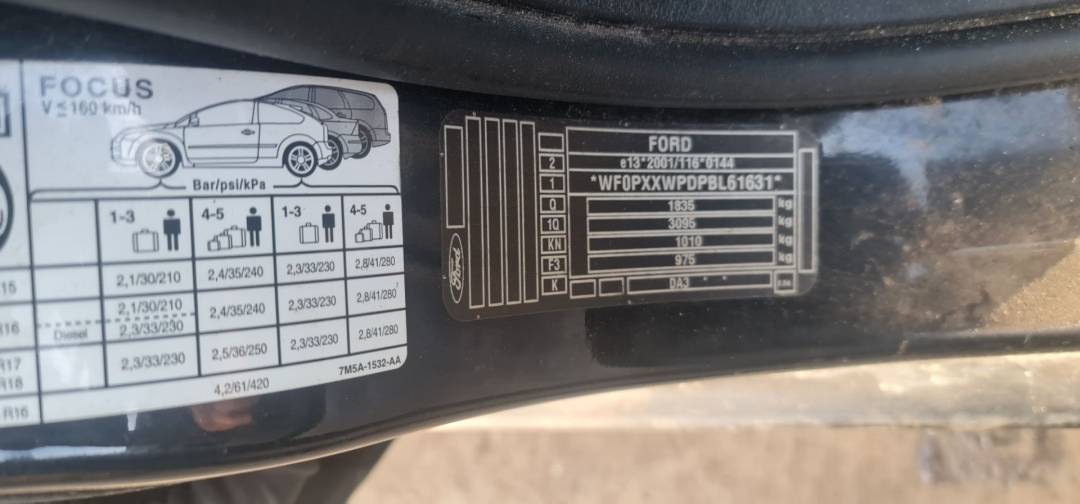 FOCUS
V ≤ 160 km/h
Bar/psi/kPa
1-3 4-5 1-3 4-5
R15 2,1/30/210 2,4/35/240 2,3/33/230 2,8/41/280
R16 2,1/30/210 2,4/35/240 2,3/33/230 2,8/41/280
Diesel 2,3/33/230
R17
R18 2,3/33/230 2,5/36/250 2,3/33/230 2,8/41/280
R16 4,2/61/420
7M5A-1532-AA
FORD
2 e13*2001/116*0144
1 *WF0PXXWPDPBL61631*
Q 1835 kg
1Q 3095 kg
KN 1010 kg
F3 975 kg
K DA3
Ford